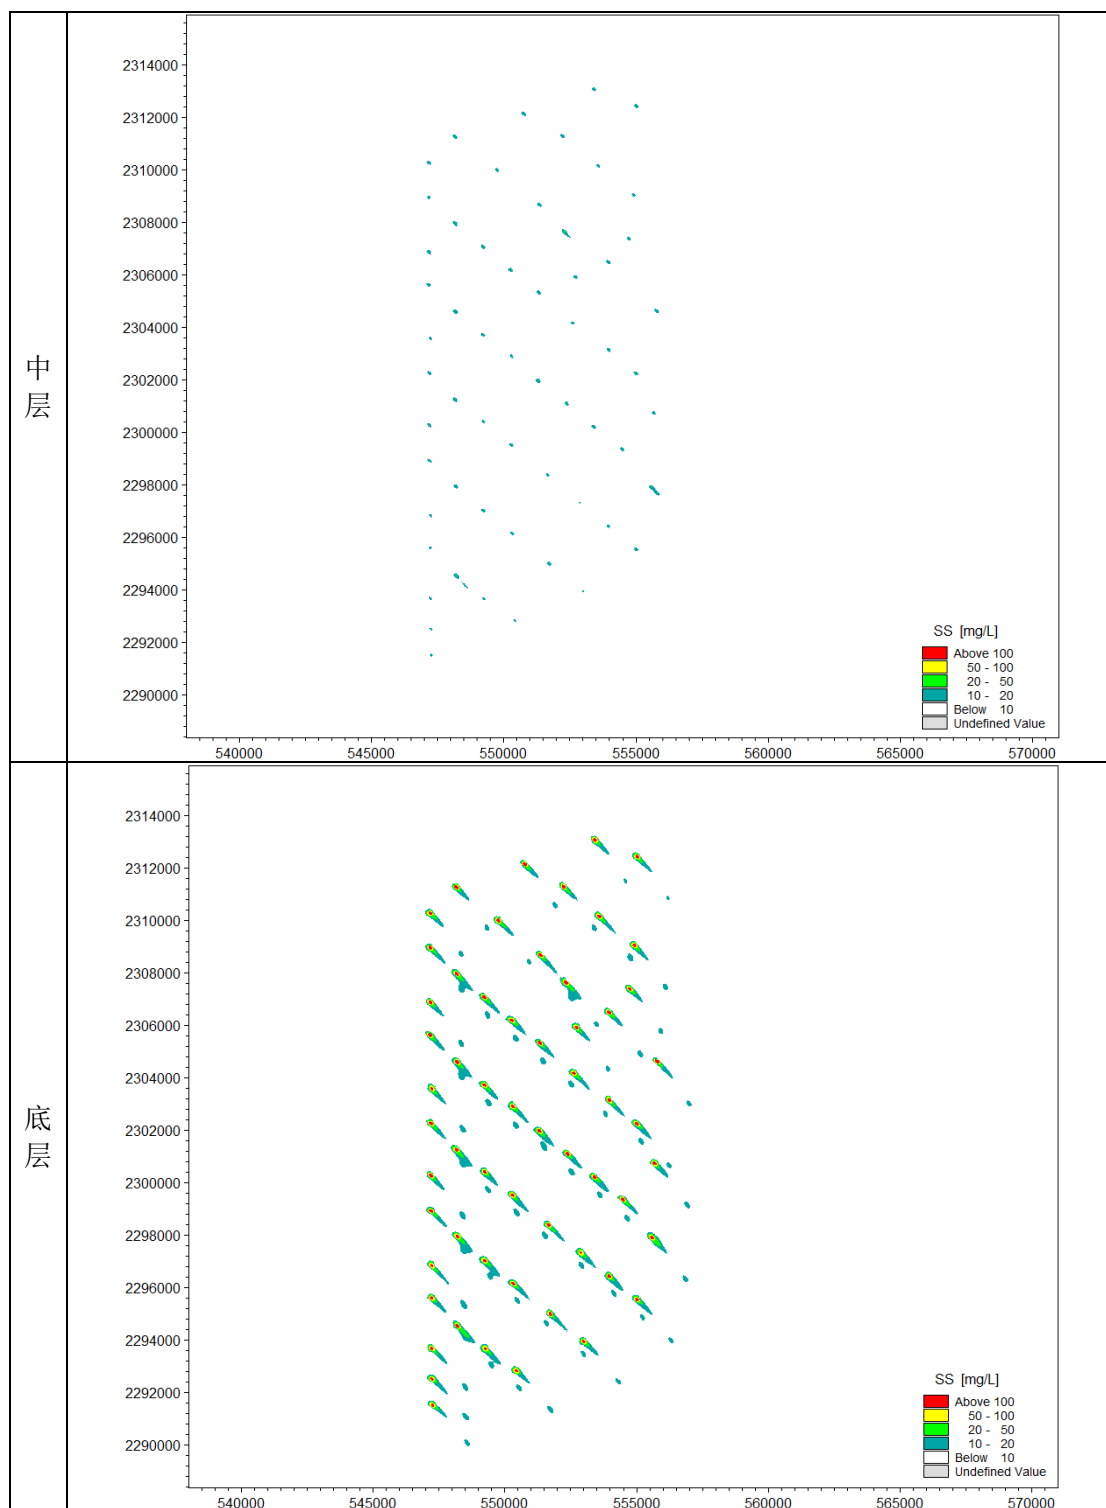 中
层
2314000
2312000
2310000
2308000
2306000
2304000
2302000
2300000
2298000
2296000
2294000
2292000
2290000
SS [mg/L]
Above 100
50 - 100
20 - 50
10 - 20
Below 10
Undefined Value
540000 545000 550000 555000 560000 565000 570000
底
层
2314000
2312000
2310000
2308000
2306000
2304000
2302000
2300000
2298000
2296000
2294000
2292000
2290000
SS [mg/L]
Above 100
50 - 100
20 - 50
10 - 20
Below 10
Undefined Value
540000 545000 550000 555000 560000 565000 570000